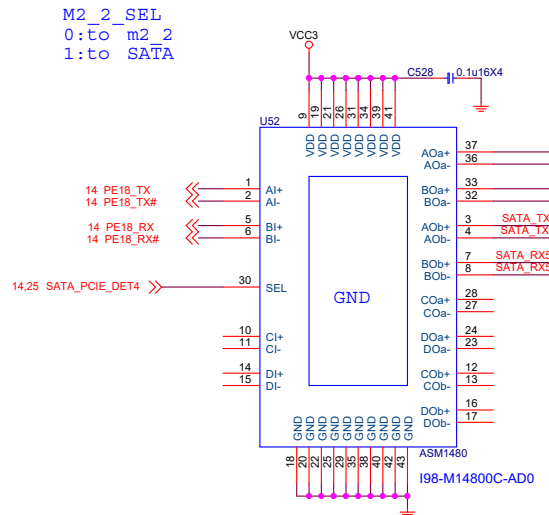 M2_2_SEL
0:to m2_2
1:to SATA
VCC3
C528 0.1u16X4
U52
9 19 21 26 31 34 39 41
VDD VDD VDD VDD VDD VDD VDD VDD
AOa+ 37
AOa- 36
14 PE18_TX 1 AI+ BOa+ 33
14 PE18_TX# 2 AI- BOa- 32
14 PE18_RX 5 BI+ AOb+ 3 SATA_TX
14 PE18_RX# 6 BI- AOb- 4 SATA_TX
BOb+ 7 SATA_RX5
BOb- 8 SATA_RX5
14,25 SATA_PCIE_DET4 30 SEL
GND
COa+ 28
COa- 27
10 CI+ DOa+ 24
11 CI- DOa- 23
14 DI+ COb+ 12
15 DI- COb- 13
DOb+ 16
DOb- 17
GND GND GND GND GND GND GND GND GND GND
18 20 22 25 29 35 38 40 42 43
ASM1480
I98-M14800C-AD0